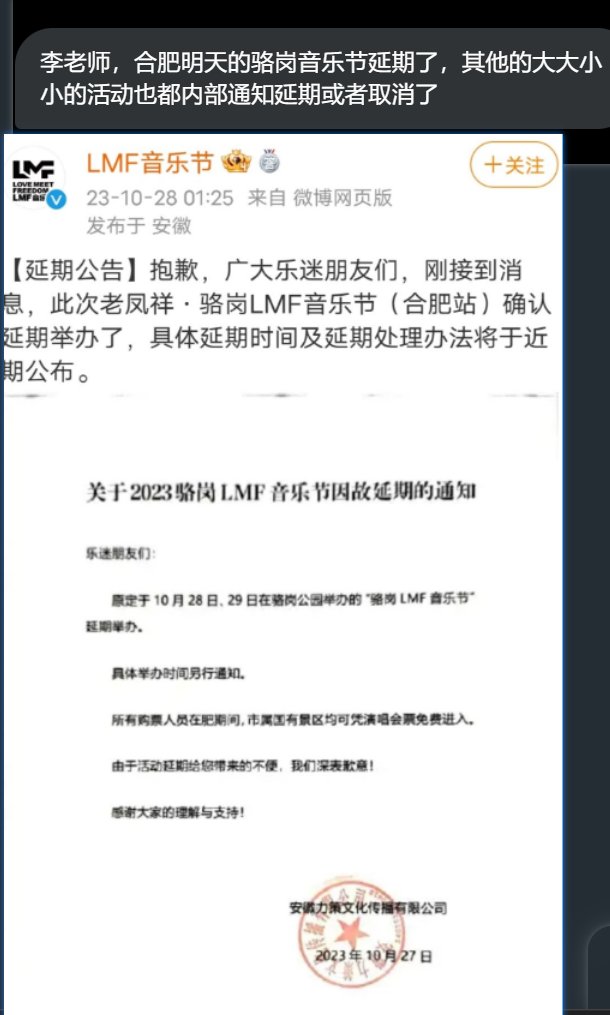 李老师，合肥明天的骆岗音乐节延期了，其他的大大小
小的活动也都内部通知延期或者取消了
LMF
LOVE MEET
FREEDOM
LMF音乐节
23-10-28 01:25 来自 微博网页版
发布于 安徽
+关注
【延期公告】抱歉，广大乐迷朋友们，刚接到消
息，此次老凤祥·骆岗LMF音乐节（合肥站）确认
延期举办了，具体延期时间及延期处理办法将于近
期公布。
关于2023骆岗LMF音乐节因故延期的通知
乐迷朋友们：
原定于10月28日、29日在骆岗公园举办的“骆岗LMF音乐节”
延期举办。
具体举办时间另行通知。
所有购票人员在肥期间，市属国有景区均可凭演唱会票免费进入。
由于活动延期给您带来的不便，我们深表歉意！
感谢大家的理解与支持！
安徽力策文化传播有限公司
2023年10月27日